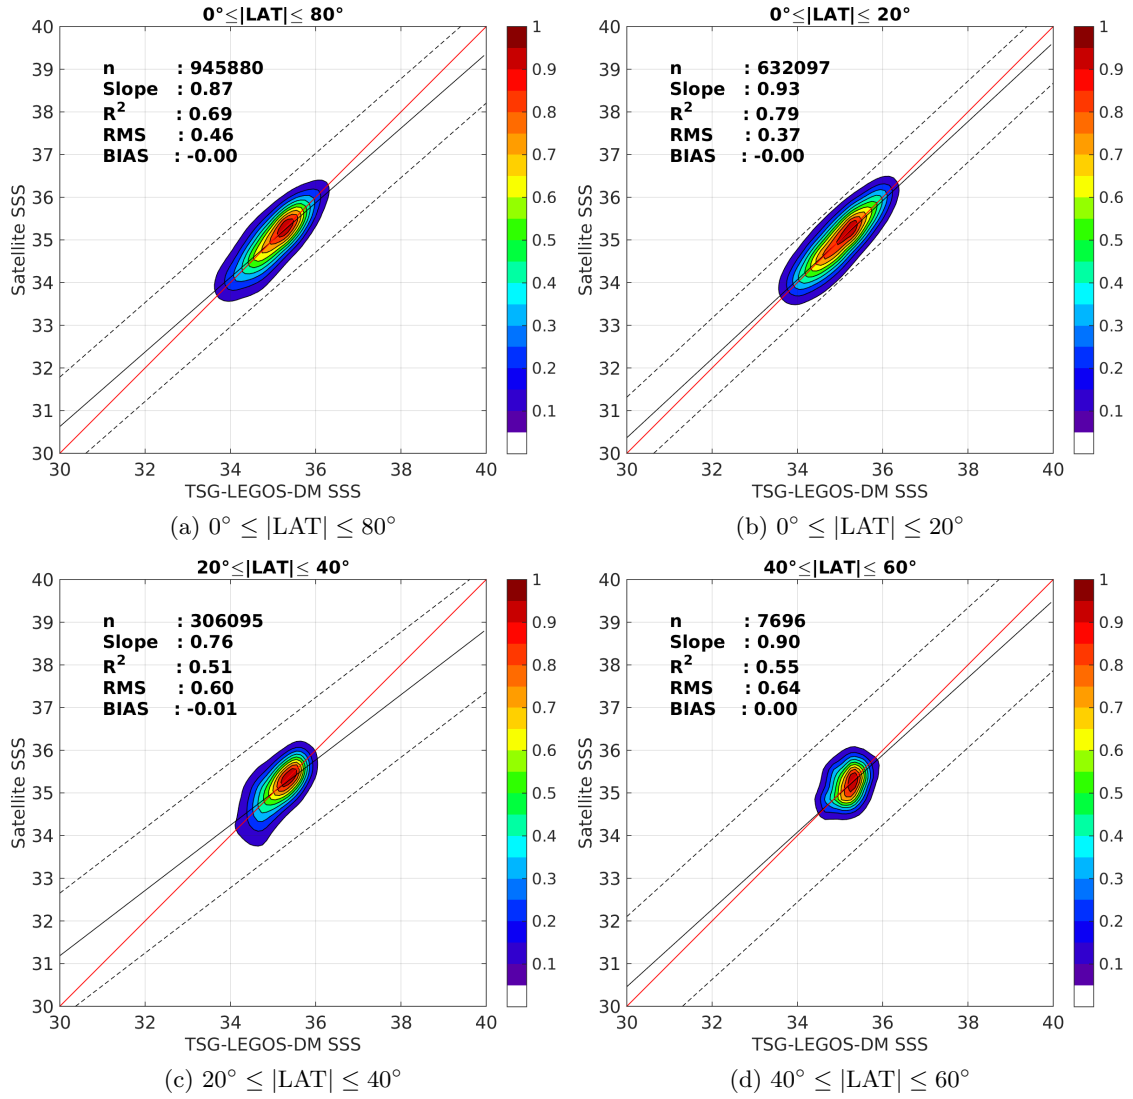 0°≤|LAT|≤ 80°
n : 945880
Slope : 0.87
R² : 0.69
RMS : 0.46
BIAS : -0.00
40
39
38
37
36
35
34
33
32
31
30
Satellite SSS
30 32 34 36 38 40
TSG-LEGOS-DM SSS
1
0.9
0.8
0.7
0.6
0.5
0.4
0.3
0.2
0.1
(a) 0° ≤ |LAT| ≤ 80°
0°≤|LAT|≤ 20°
n : 632097
Slope : 0.93
R² : 0.79
RMS : 0.37
BIAS : -0.00
40
39
38
37
36
35
34
33
32
31
30
Satellite SSS
30 32 34 36 38 40
TSG-LEGOS-DM SSS
1
0.9
0.8
0.7
0.6
0.5
0.4
0.3
0.2
0.1
(b) 0° ≤ |LAT| ≤ 20°
20°≤|LAT|≤ 40°
n : 306095
Slope : 0.76
R² : 0.51
RMS : 0.60
BIAS : -0.01
40
39
38
37
36
35
34
33
32
31
30
Satellite SSS
30 32 34 36 38 40
TSG-LEGOS-DM SSS
1
0.9
0.8
0.7
0.6
0.5
0.4
0.3
0.2
0.1
(c) 20° ≤ |LAT| ≤ 40°
40°≤|LAT|≤ 60°
n : 7696
Slope : 0.90
R² : 0.55
RMS : 0.64
BIAS : 0.00
40
39
38
37
36
35
34
33
32
31
30
Satellite SSS
30 32 34 36 38 40
TSG-LEGOS-DM SSS
1
0.9
0.8
0.7
0.6
0.5
0.4
0.3
0.2
0.1
(d) 40° ≤ |LAT| ≤ 60°